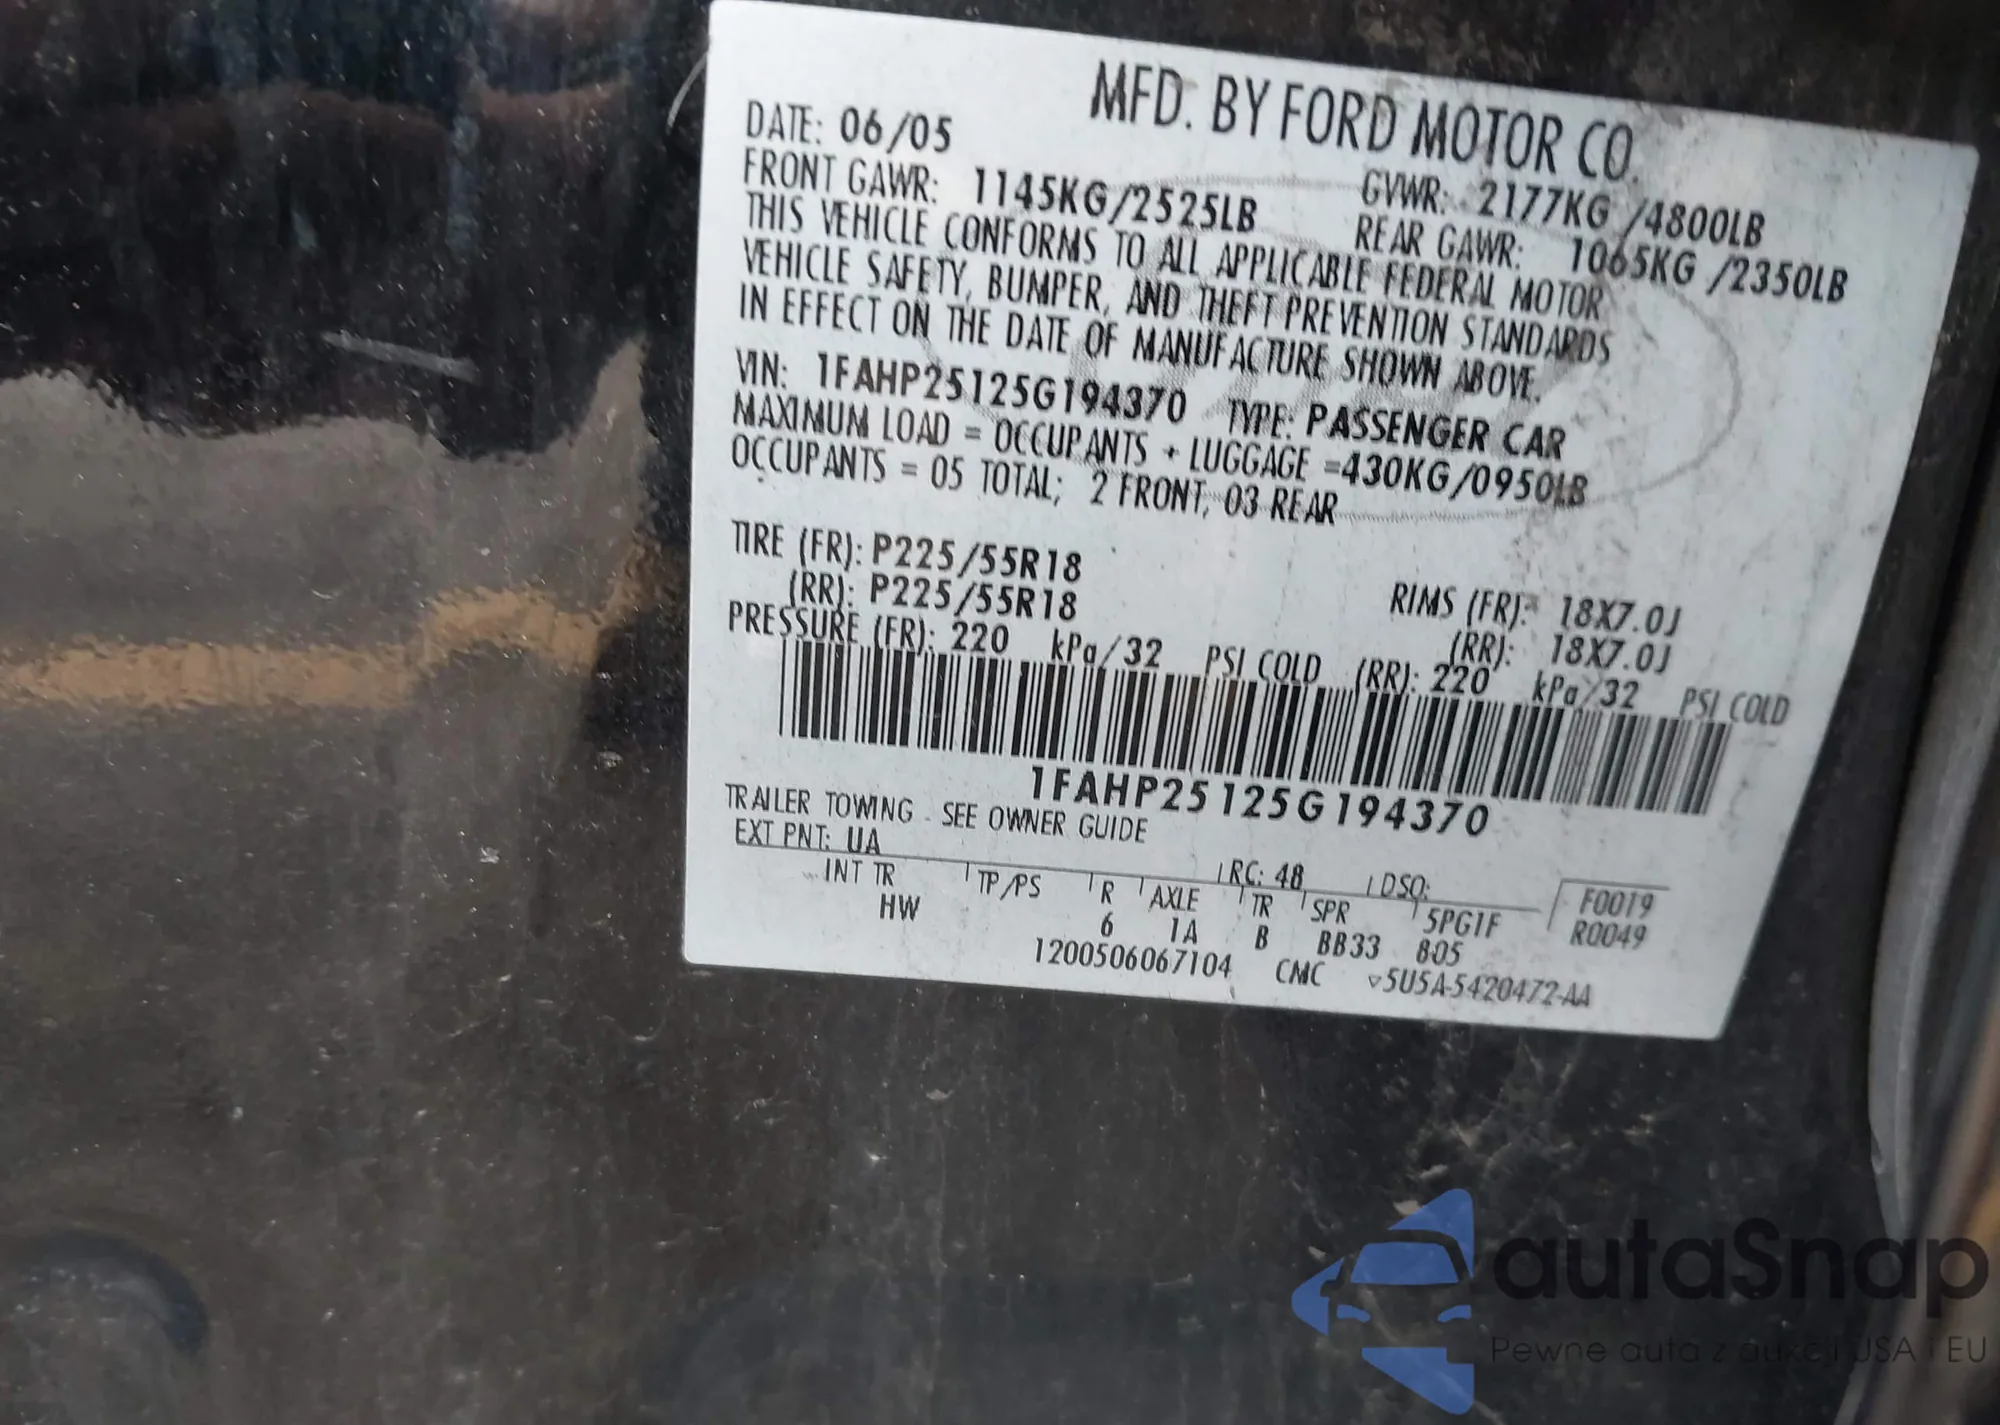 MFD. BY FORD MOTOR CO.
DATE: 06/05
GVWR: 2177KG /4800LB
FRONT GAWR: 1145KG/2525LB
REAR GAWR: 1065KG /2350LB
THIS VEHICLE CONFORMS TO ALL APPLICABLE FEDERAL MOTOR
VEHICLE SAFETY, BUMPER, AND THEFT PREVENTION STANDARDS
IN EFFECT ON THE DATE OF MANUFACTURE SHOWN ABOVE.
VIN: 1FAHP25125G194370 TYPE: PASSENGER CAR
MAXIMUM LOAD = OCCUPANTS + LUGGAGE =430KG/0950LB
OCCUPANTS = 05 TOTAL; 2 FRONT, 03 REAR
TIRE (FR): P225/55R18 RIMS (FR): 18X7.0J
(RR): P225/55R18 (RR): 18X7.0J
PRESSURE (FR): 220 kPa/32 PSI COLD (RR): 220 kPa/32 PSI COLD
1FAHP25125G194370
TRAILER TOWING - SEE OWNER GUIDE
EXT PNT: UA RC: 48 DSO: F0019
INT TR TP/PS R AXLE TR SPR 5PG1F R0049
HW 6 1A B BB33 805
1200506067104 CMC ▽5U5A-5420472-AA
autoSnap
Pewne auta z aukcji USA i EU